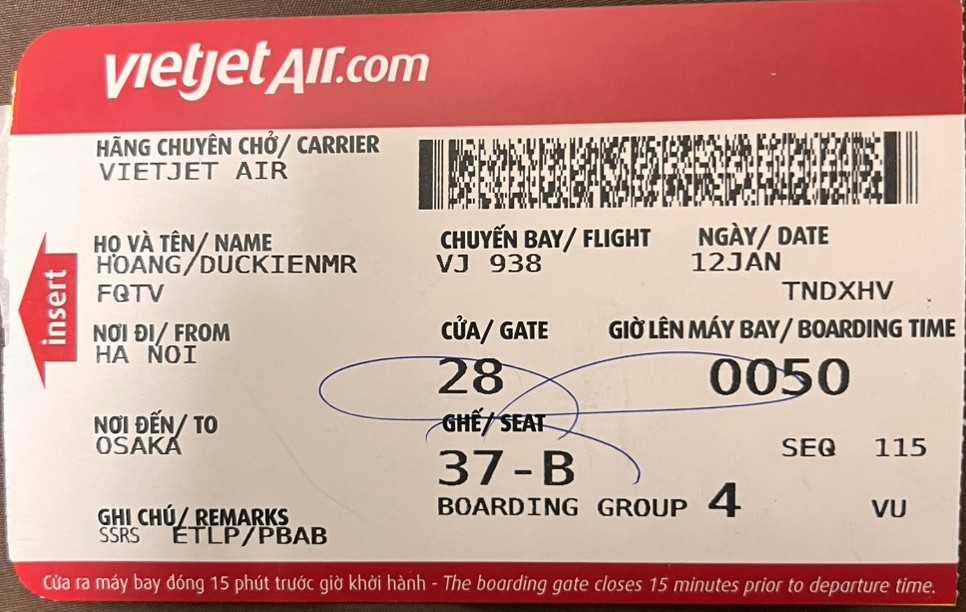 vietjetAir.com
HÃNG CHUYÊN CHỞ/ CARRIER
VIETJET AIR
HỌ VÀ TÊN/ NAME
HOANG/DUCKIENMR
CHUYẾN BAY/ FLIGHT
VJ 938
NGÀY/ DATE
12JAN
FQTV
TNDXHV
insert
NƠI ĐI/ FROM
HA NOI
CỬA/ GATE
28
GIỜ LÊN MÁY BAY/ BOARDING TIME
0050
NƠI ĐẾN/ TO
OSAKA
GHẾ/ SEAT
37-B
SEQ 115
BOARDING GROUP 4
VU
GHI CHÚ/ REMARKS
SSRS ETLP/PBAB
Cửa ra máy bay đóng 15 phút trước giờ khởi hành - The boarding gate closes 15 minutes prior to departure time.